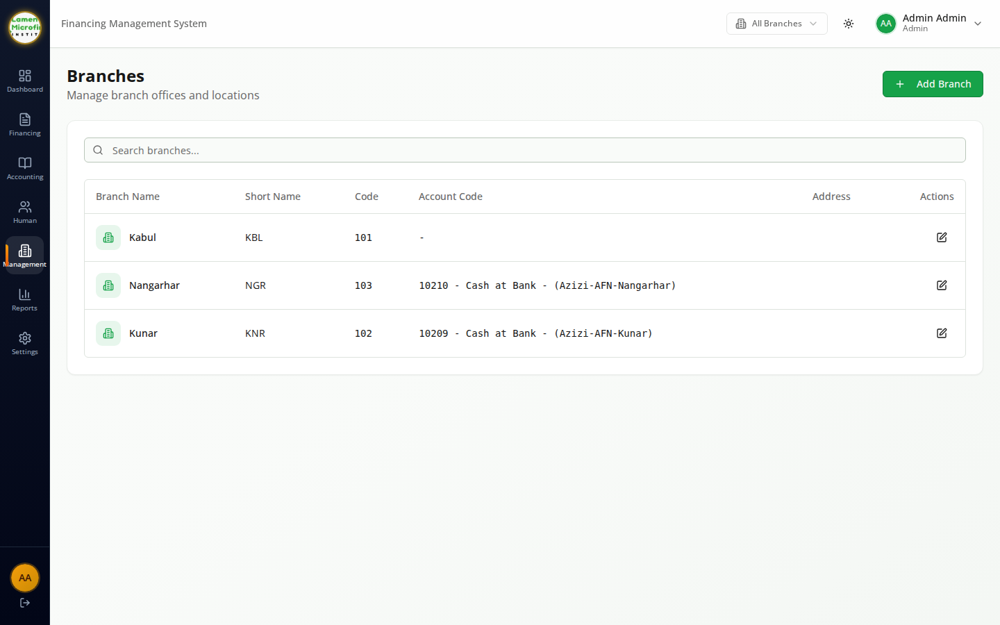 Lamen
Microfi
INSTIT
Financing Management System
All Branches
AA
Admin Admin
Admin
Dashboard
Financing
Accounting
Human
Management
Reports
Settings
AA
Branches
Manage branch offices and locations
Add Branch
Search branches...
Branch Name Short Name Code Account Code Address Actions
Kabul KBL 101 -
Nangarhar NGR 103 10210 - Cash at Bank - (Azizi-AFN-Nangarhar)
Kunar KNR 102 10209 - Cash at Bank - (Azizi-AFN-Kunar)